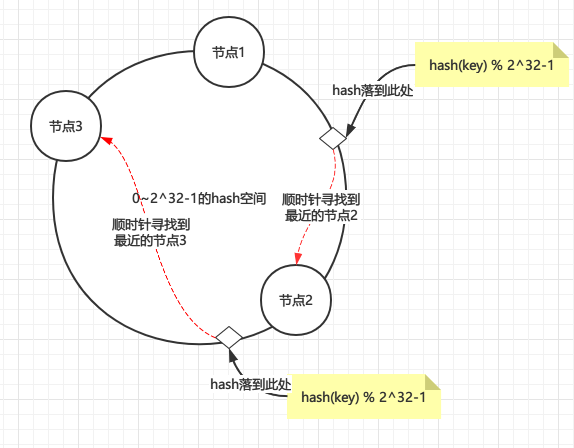 节点1
hash(key) % 2^32-1
hash落到此处
节点3
0~2^32-1的hash空间
顺时针寻找到
最近的节点2
顺时针寻找到
最近的节点3
节点2
hash落到此处
hash(key) % 2^32-1